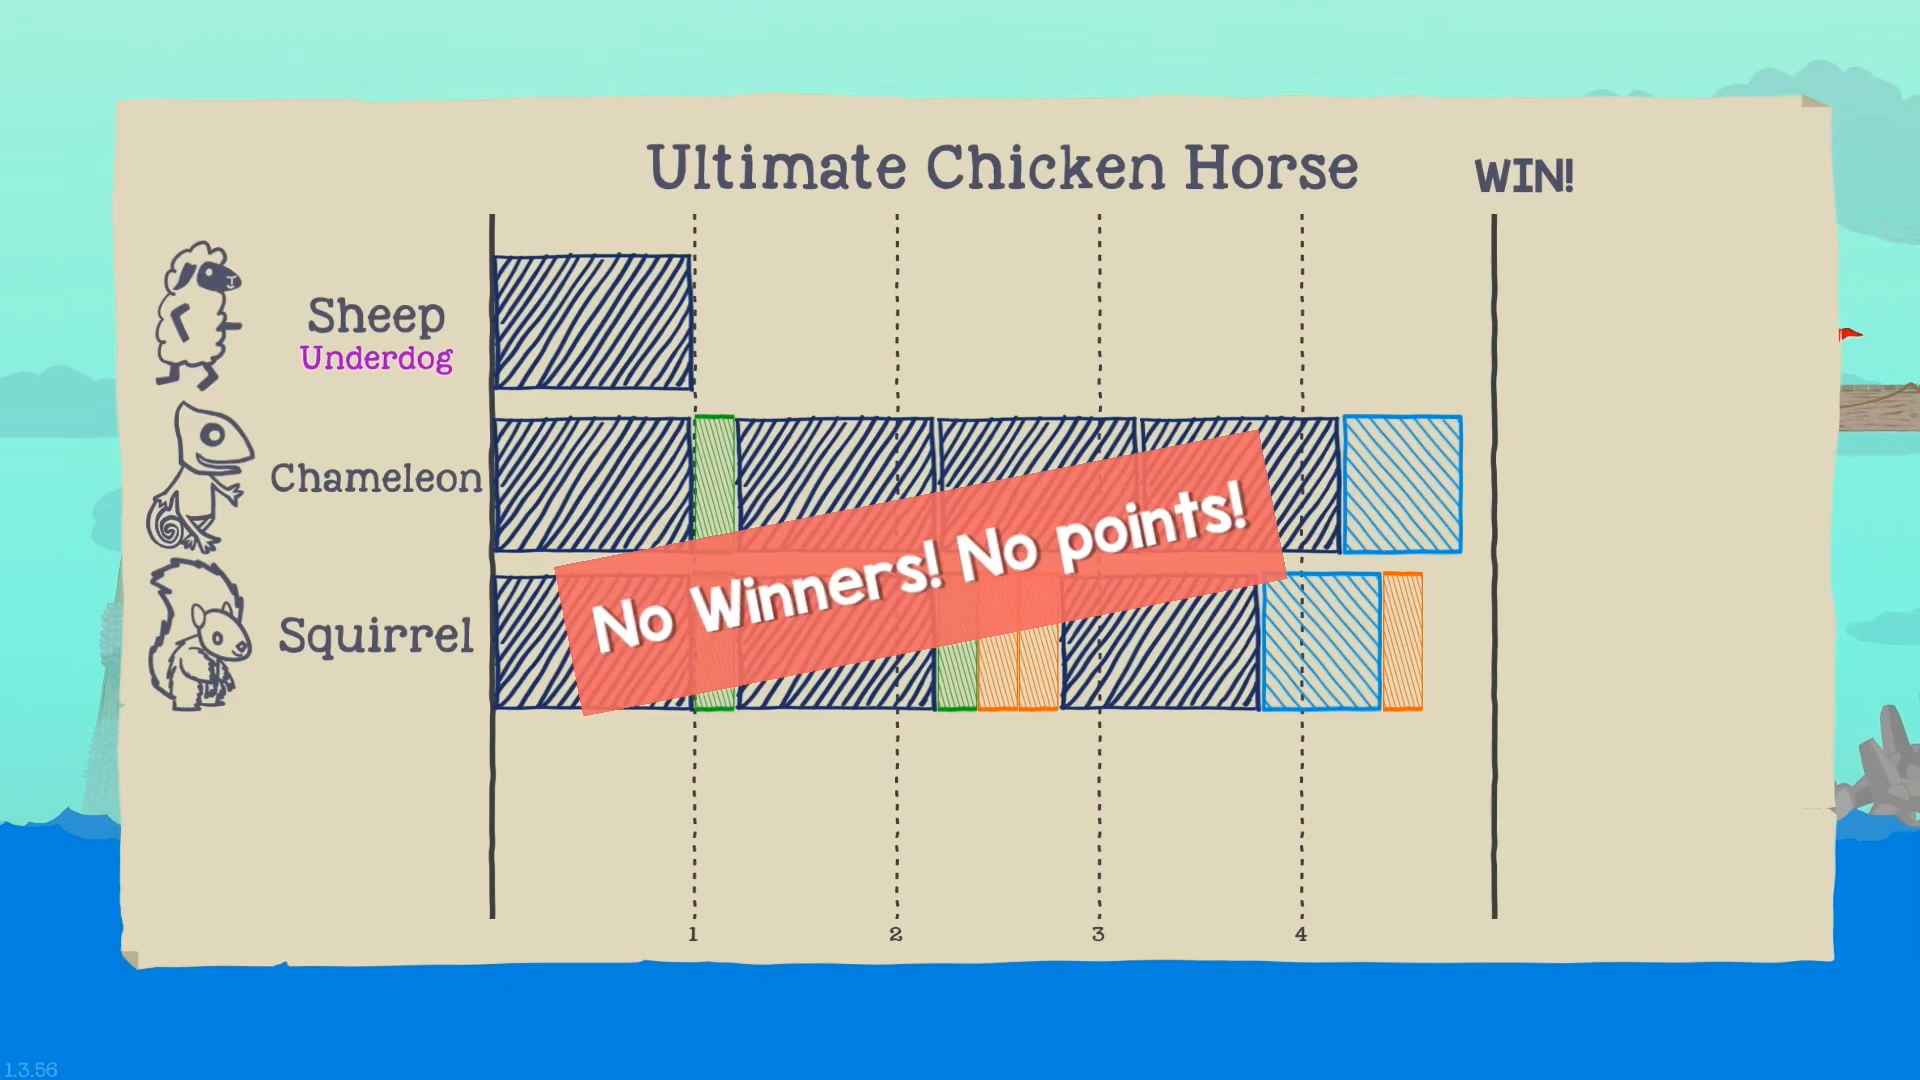 Ultimate Chicken Horse
WIN!
Sheep
Underdog
Chameleon
Squirrel
No Winners! No points!
1 2 3 4
1.3.56